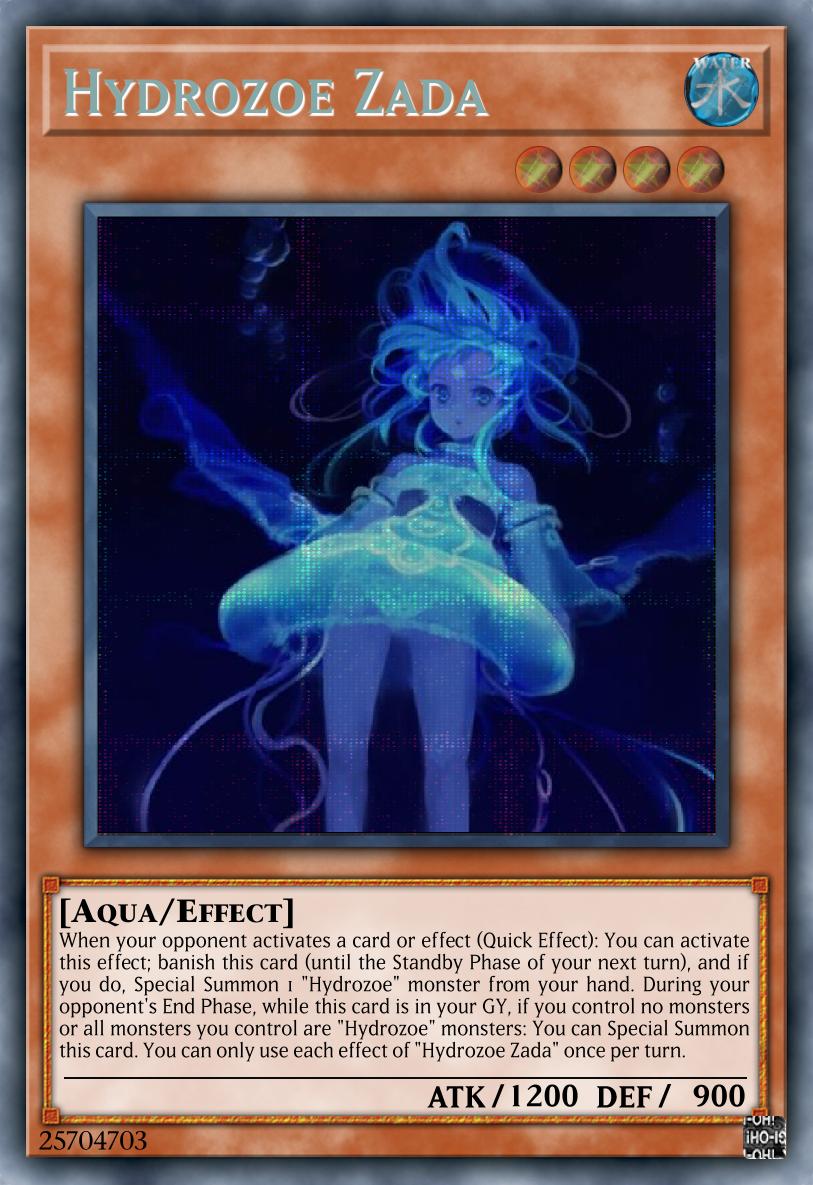 Hydrozoe Zada
WATER
水
[Aqua/Effect]
When your opponent activates a card or effect (Quick Effect): You can activate
this effect; banish this card (until the Standby Phase of your next turn), and if
you do, Special Summon 1 "Hydrozoe" monster from your hand. During your
opponent's End Phase, while this card is in your GY, if you control no monsters
or all monsters you control are "Hydrozoe" monsters: You can Special Summon
this card. You can only use each effect of "Hydrozoe Zada" once per turn.
ATK/1200 DEF/ 900
25704703